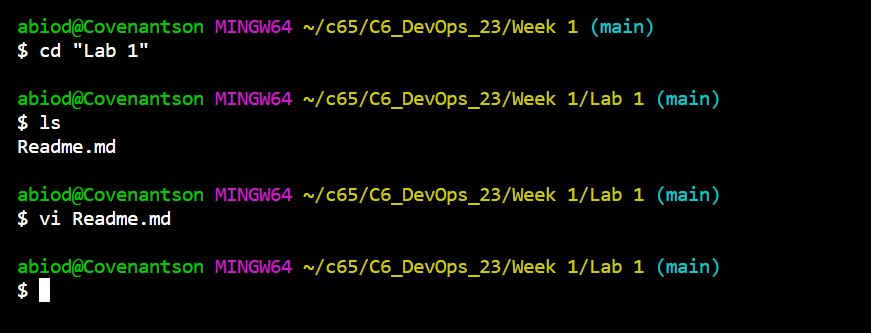 abiod@Covenantson MINGW64 ~/c65/C6_DevOps_23/Week 1 (main)
$ cd "Lab 1"
abiod@Covenantson MINGW64 ~/c65/C6_DevOps_23/Week 1/Lab 1 (main)
$ ls
Readme.md
abiod@Covenantson MINGW64 ~/c65/C6_DevOps_23/Week 1/Lab 1 (main)
$ vi Readme.md
abiod@Covenantson MINGW64 ~/c65/C6_DevOps_23/Week 1/Lab 1 (main)
$